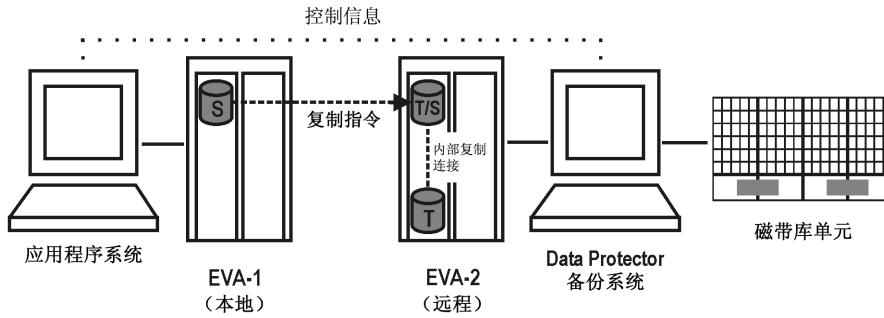 控制信息
S
T/S
复制指令
内部复制
连接
T
应用程序系统
EVA-1
（本地）
EVA-2
（远程）
Data Protector
备份系统
磁带库单元